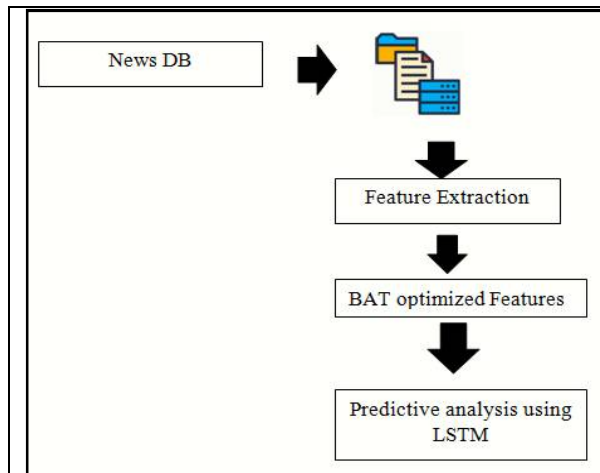 News DB
Feature Extraction
BAT optimized Features
Predictive analysis using
LSTM